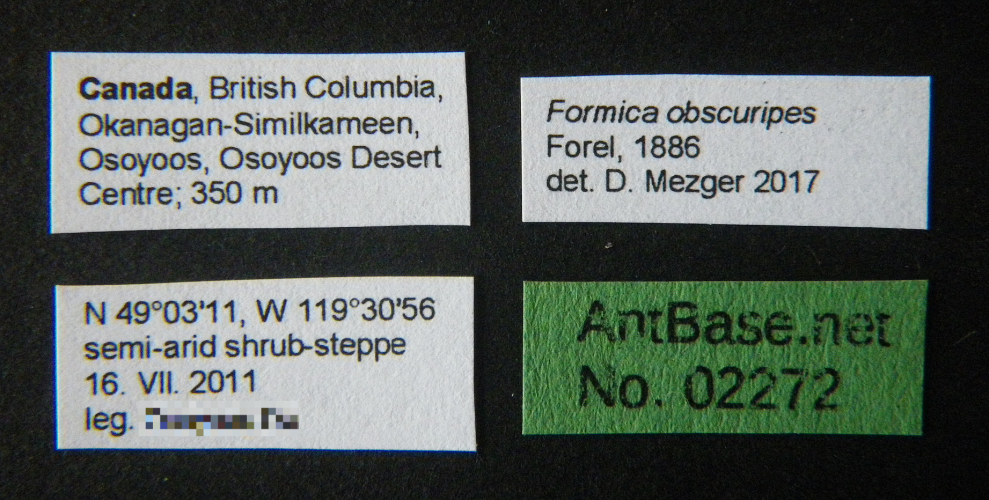 Canada, British Columbia,
Okanagan-Similkameen,
Osoyoos, Osoyoos Desert
Centre; 350 m
Formica obscuripes
Forel, 1886
det. D. Mezger 2017
N 49°03'11, W 119°30'56
semi-arid shrub-steppe
16. VII. 2011
leg.
AntBase.net
No. 02272